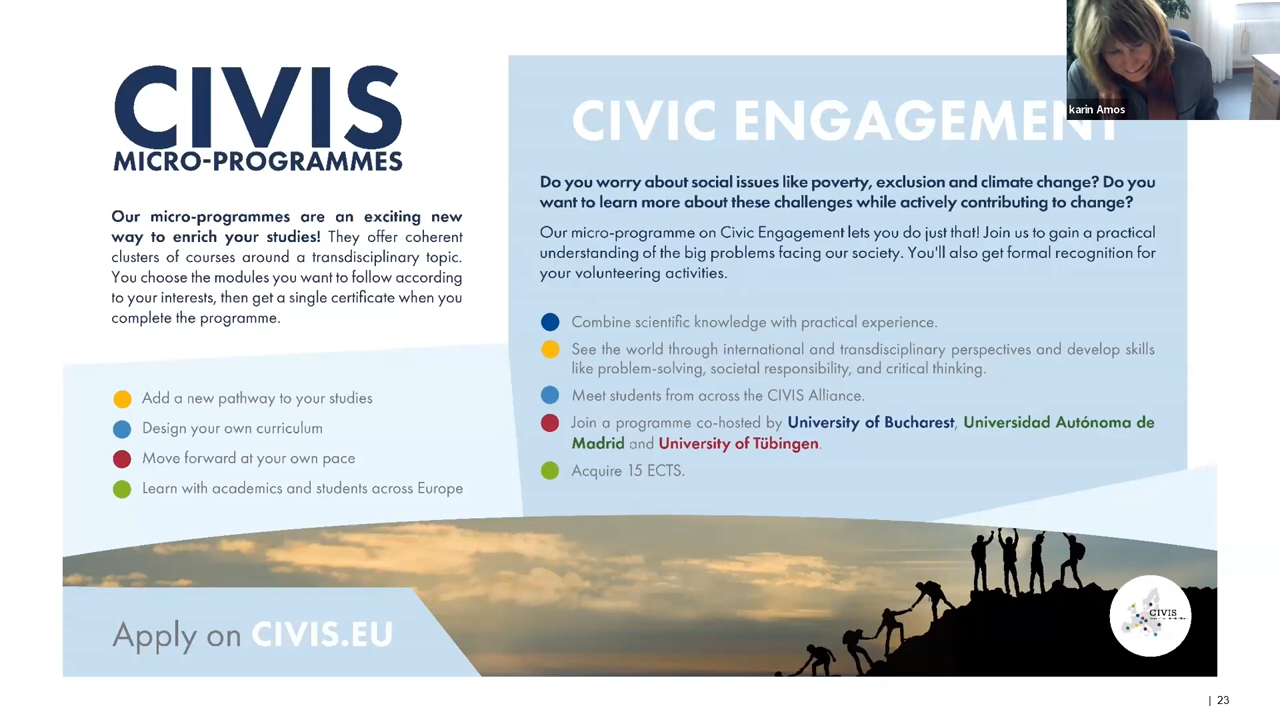 CIVIS
MICRO-PROGRAMMES
Our micro-programmes are an exciting new
way to enrich your studies! They offer coherent
clusters of courses around a transdisciplinary topic.
You choose the modules you want to follow according
to your interests, then get a single certificate when you
complete the programme.
Add a new pathway to your studies
Design your own curriculum
Move forward at your own pace
Learn with academics and students across Europe
Apply on CIVIS.EU
karin Amos
CIVIC ENGAGEMENT
Do you worry about social issues like poverty, exclusion and climate change? Do you
want to learn more about these challenges while actively contributing to change?
Our micro-programme on Civic Engagement lets you do just that! Join us to gain a practical
understanding of the big problems facing our society. You'll also get formal recognition for
your volunteering activities.
Combine scientific knowledge with practical experience.
See the world through international and transdisciplinary perspectives and develop skills
like problem-solving, societal responsibility, and critical thinking.
Meet students from across the CIVIS Alliance.
Join a programme co-hosted by University of Bucharest, Universidad Autónoma de
Madrid and University of Tübingen.
Acquire 15 ECTS.
CIVIS
| 23